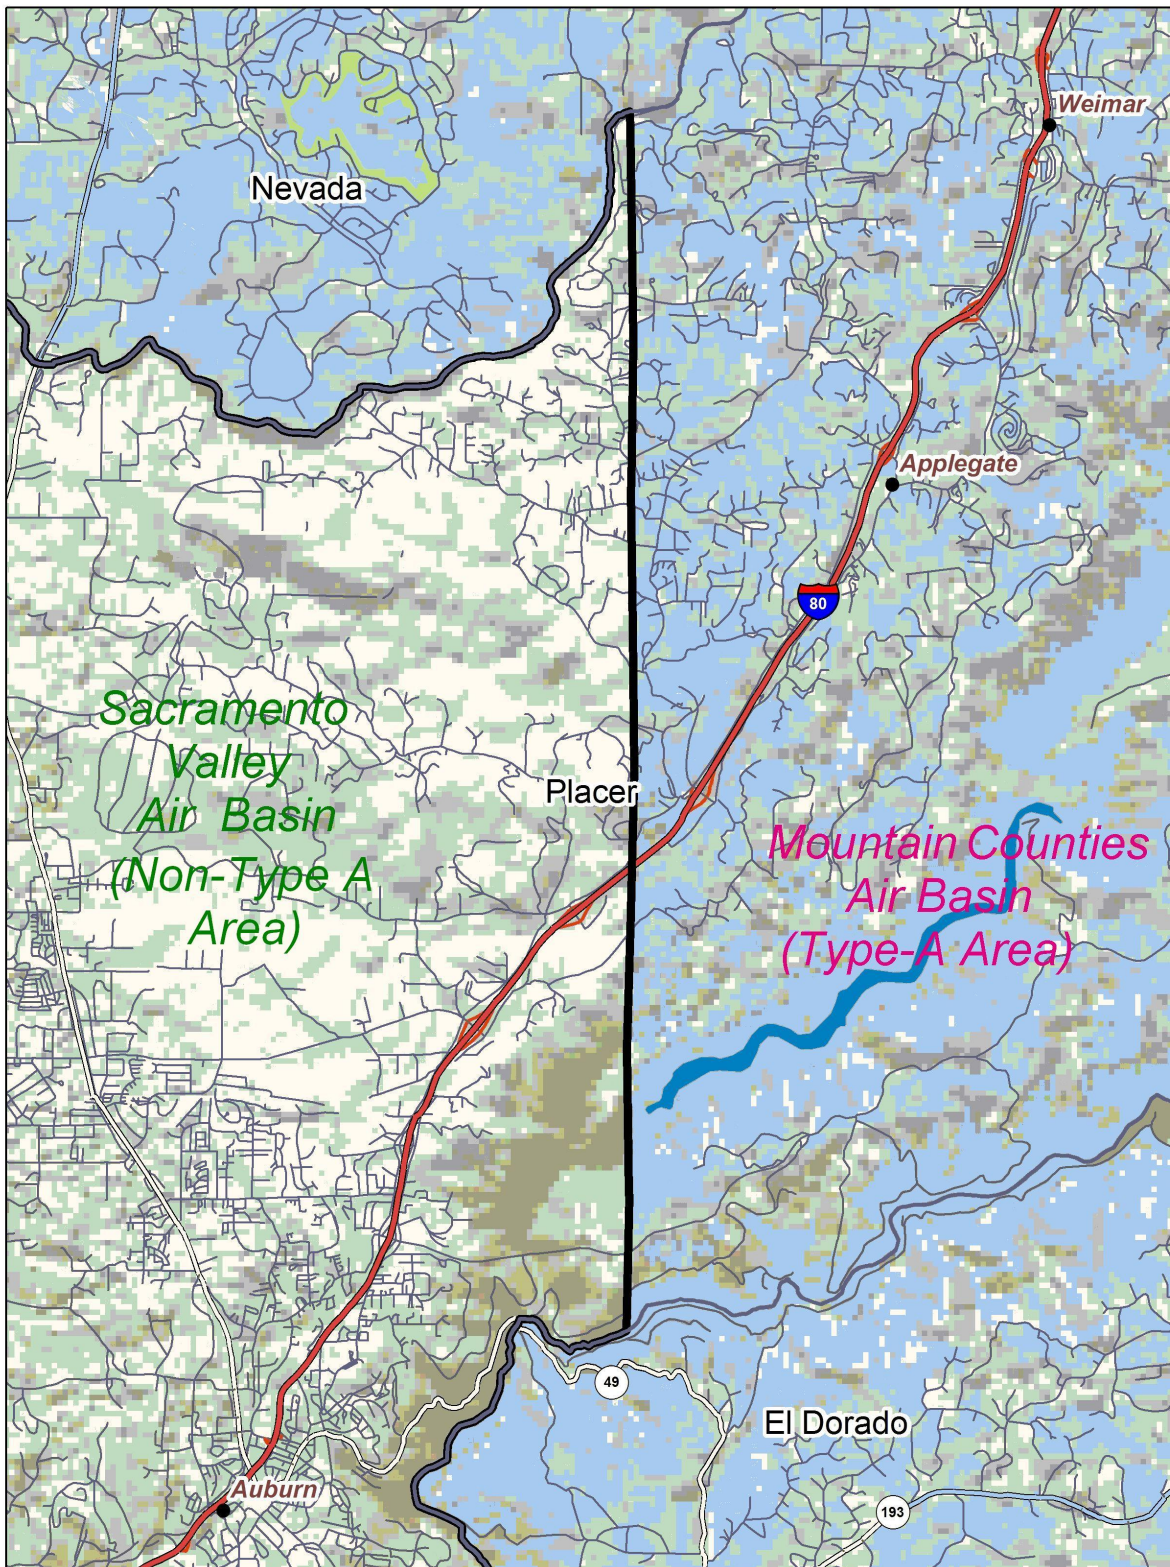 Weimar
Nevada
Applegate
80
Sacramento
Valley
Air Basin
(Non-Type A
Area)
Placer
Mountain Counties
Air Basin
(Type-A Area)
49
El Dorado
Auburn
193